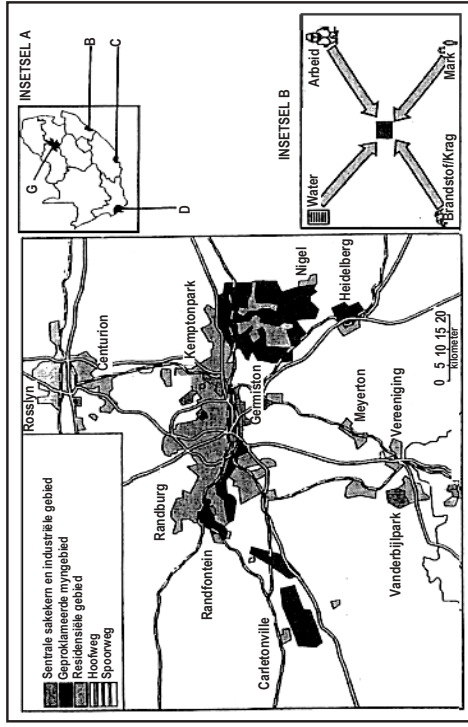 Sentrale sakekern en industriële gebied
Geproklameerde myngebied
Residensiële gebied
Hoofweg
Spoorweg
Rosslyn
Centurion
Kemptonpark
Randburg
Randfontein
Germiston
Nigel
Heidelberg
Carletonville
Meyerton
Vereeniging
Vanderbijlpark
0 5 10 15 20
kilometer
INSETSEL A
G
B
C
D
INSETSEL B
Water
Arbeid
Brandstof/Krag
Mark